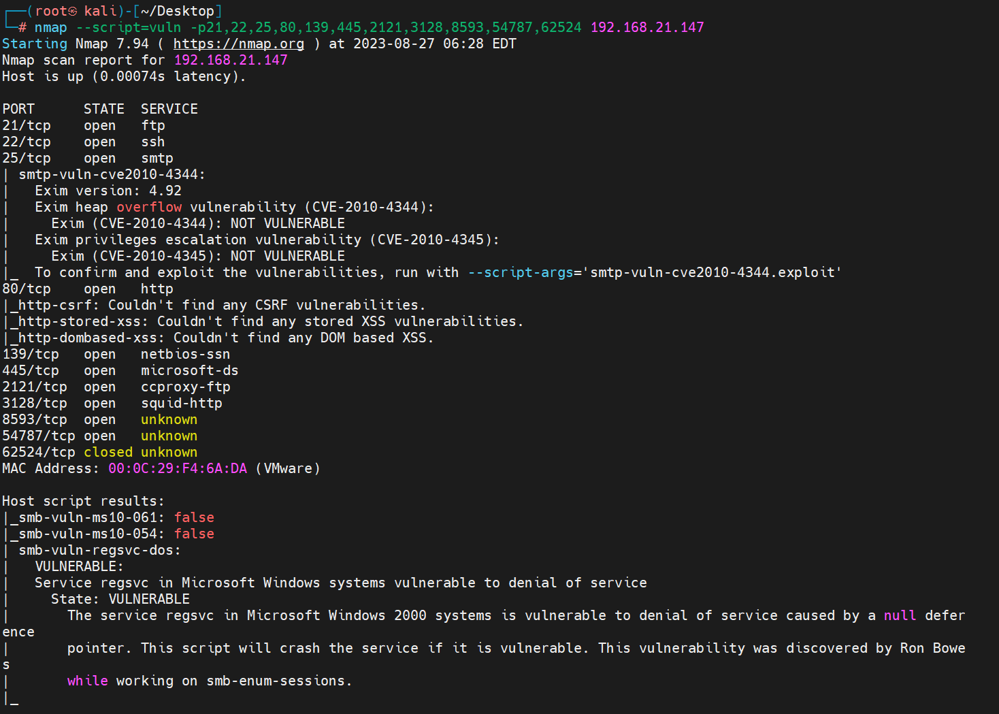 ┌──(root㉿ kali)-[~/Desktop]
└─# nmap --script=vuln -p21,22,25,80,139,445,2121,3128,8593,54787,62524 192.168.21.147
Starting Nmap 7.94 ( https://nmap.org ) at 2023-08-27 06:28 EDT
Nmap scan report for 192.168.21.147
Host is up (0.00074s latency).

PORT      STATE  SERVICE
21/tcp    open   ftp
22/tcp    open   ssh
25/tcp    open   smtp
| smtp-vuln-cve2010-4344:
|   Exim version: 4.92
|   Exim heap overflow vulnerability (CVE-2010-4344):
|     Exim (CVE-2010-4344): NOT VULNERABLE
|   Exim privileges escalation vulnerability (CVE-2010-4345):
|     Exim (CVE-2010-4345): NOT VULNERABLE
|_  To confirm and exploit the vulnerabilities, run with --script-args='smtp-vuln-cve2010-4344.exploit'
80/tcp    open   http
|_http-csrf: Couldn't find any CSRF vulnerabilities.
|_http-stored-xss: Couldn't find any stored XSS vulnerabilities.
|_http-dombased-xss: Couldn't find any DOM based XSS.
139/tcp   open   netbios-ssn
445/tcp   open   microsoft-ds
2121/tcp  open   ccproxy-ftp
3128/tcp  open   squid-http
8593/tcp  open   unknown
54787/tcp open   unknown
62524/tcp closed unknown
MAC Address: 00:0C:29:F4:6A:DA (VMware)

Host script results:
|_smb-vuln-ms10-061: false
|_smb-vuln-ms10-054: false
| smb-vuln-regsvc-dos:
|   VULNERABLE:
|   Service regsvc in Microsoft Windows systems vulnerable to denial of service
|     State: VULNERABLE
|       The service regsvc in Microsoft Windows 2000 systems is vulnerable to denial of service caused by a null defer
ence
|       pointer. This script will crash the service if it is vulnerable. This vulnerability was discovered by Ron Bowe
s
|       while working on smb-enum-sessions.
|_